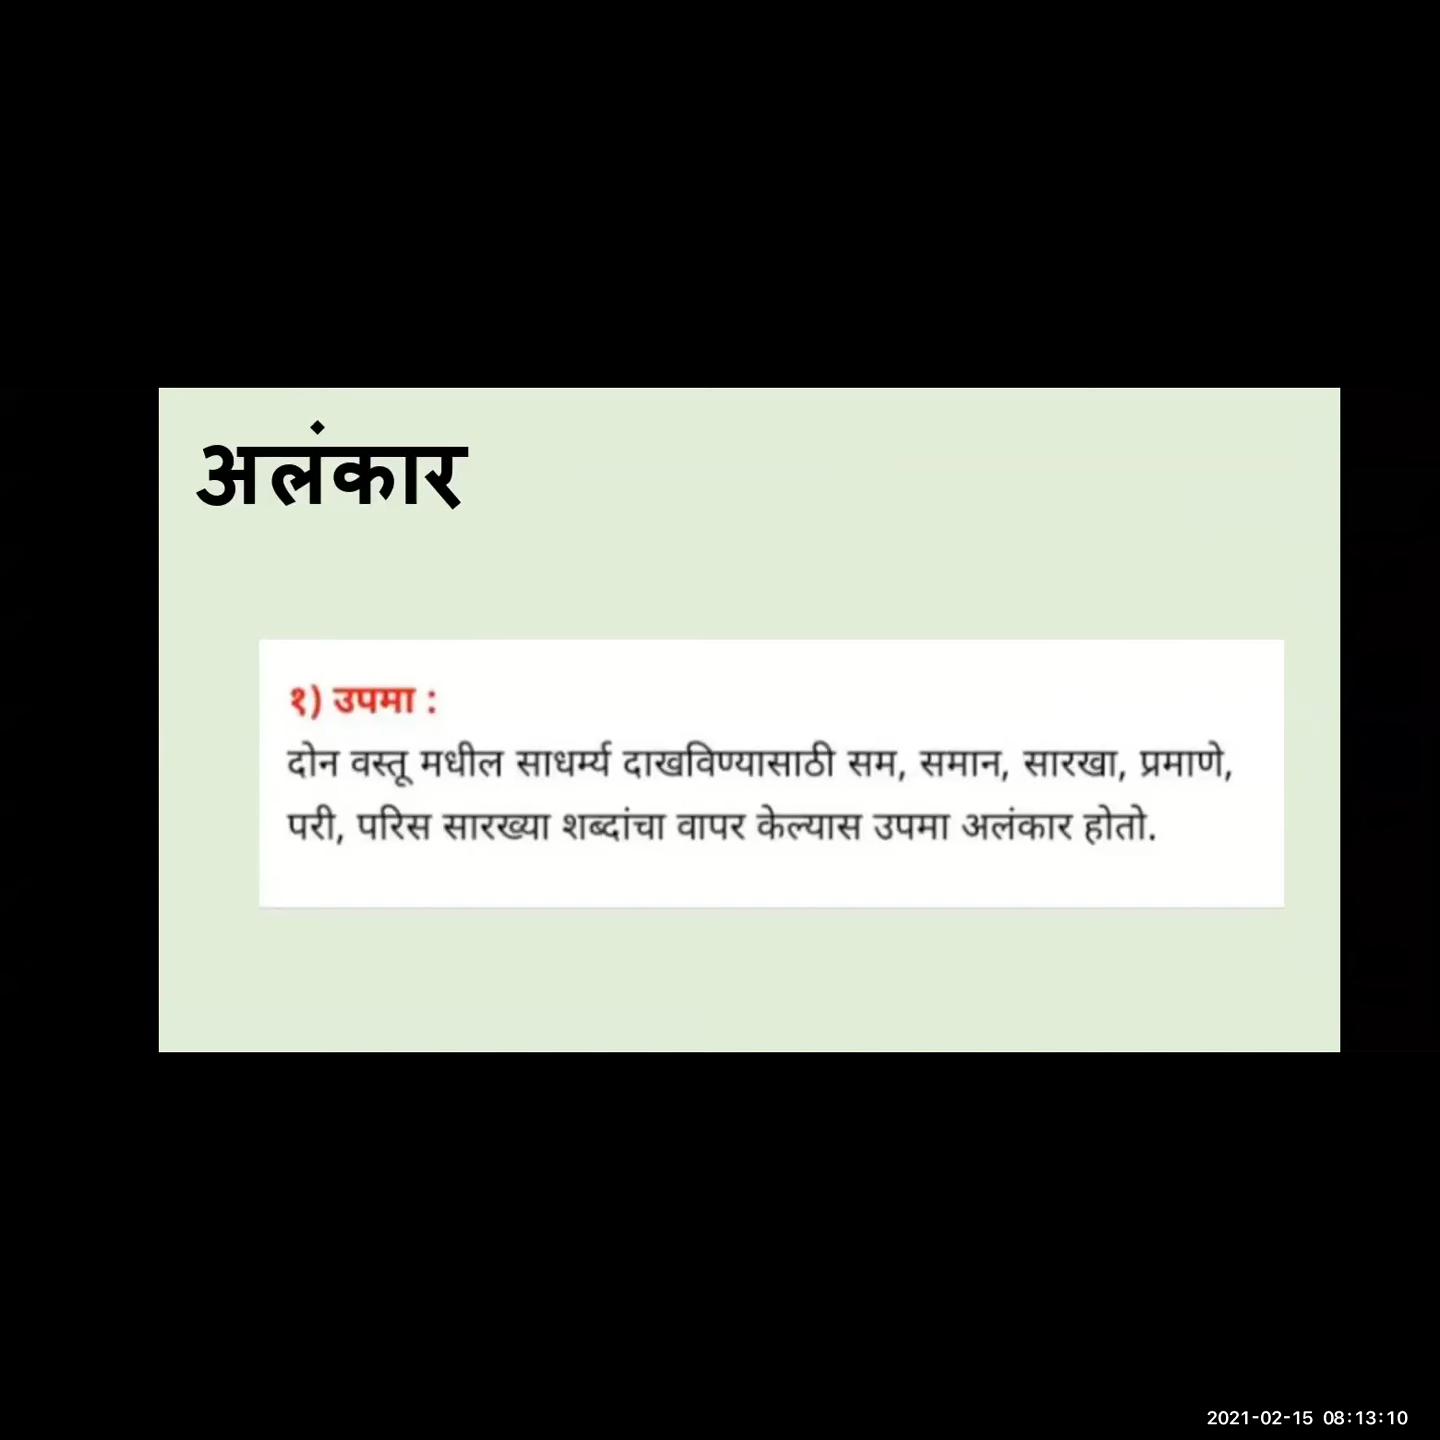 अलंकार
१) उपमा :
दोन वस्तू मधील साधर्म्य दाखविण्यासाठी सम, समान, सारखा, प्रमाणे,
परी, परिस सारख्या शब्दांचा वापर केल्यास उपमा अलंकार होतो.
2021-02-15 08:13:10